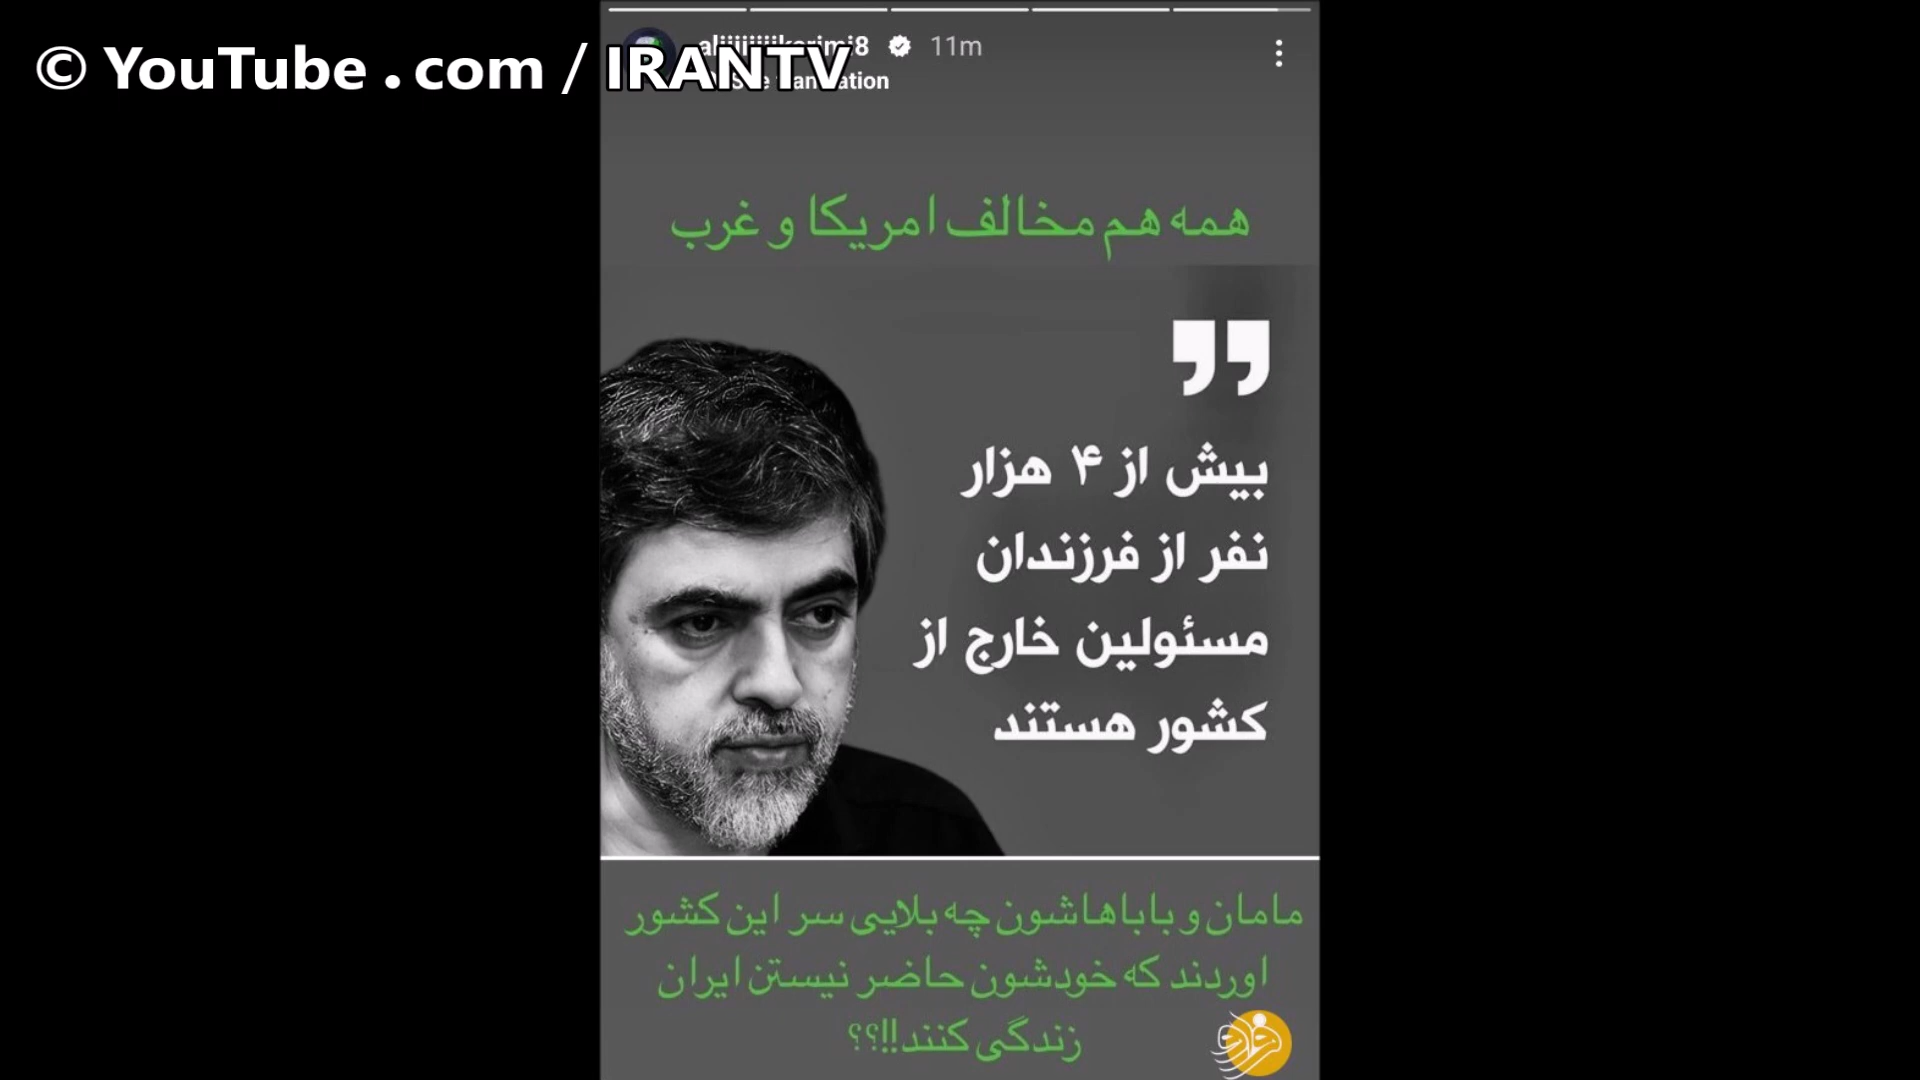 © YouTube . com / IRANTV
11m
همه هم مخالف امریکا و غرب
بیش از ۴ هزار
نفر از فرزندان
مسئولین خارج از
کشور هستند
مامان و باباهاشون چه بلایی سر این کشور
اوردند که خودشون حاضر نیستن ایران
زندگی کنند!!؟؟